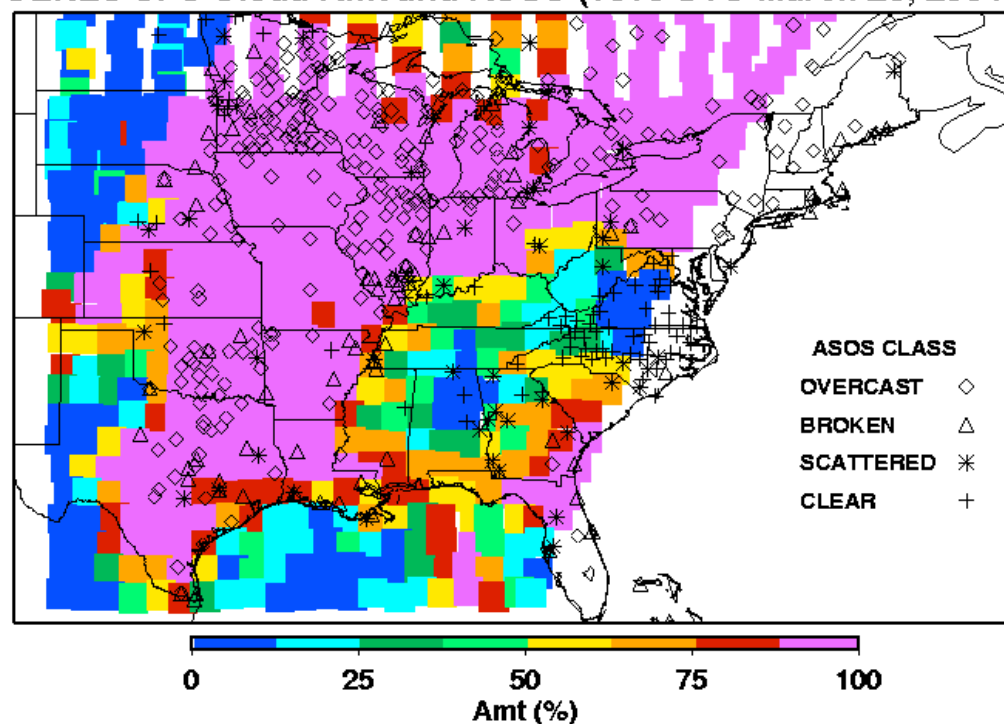 ASOS CLASS
OVERCAST
BROKEN
SCATTERED
CLEAR
0 25 50 75 100
Amt (%)